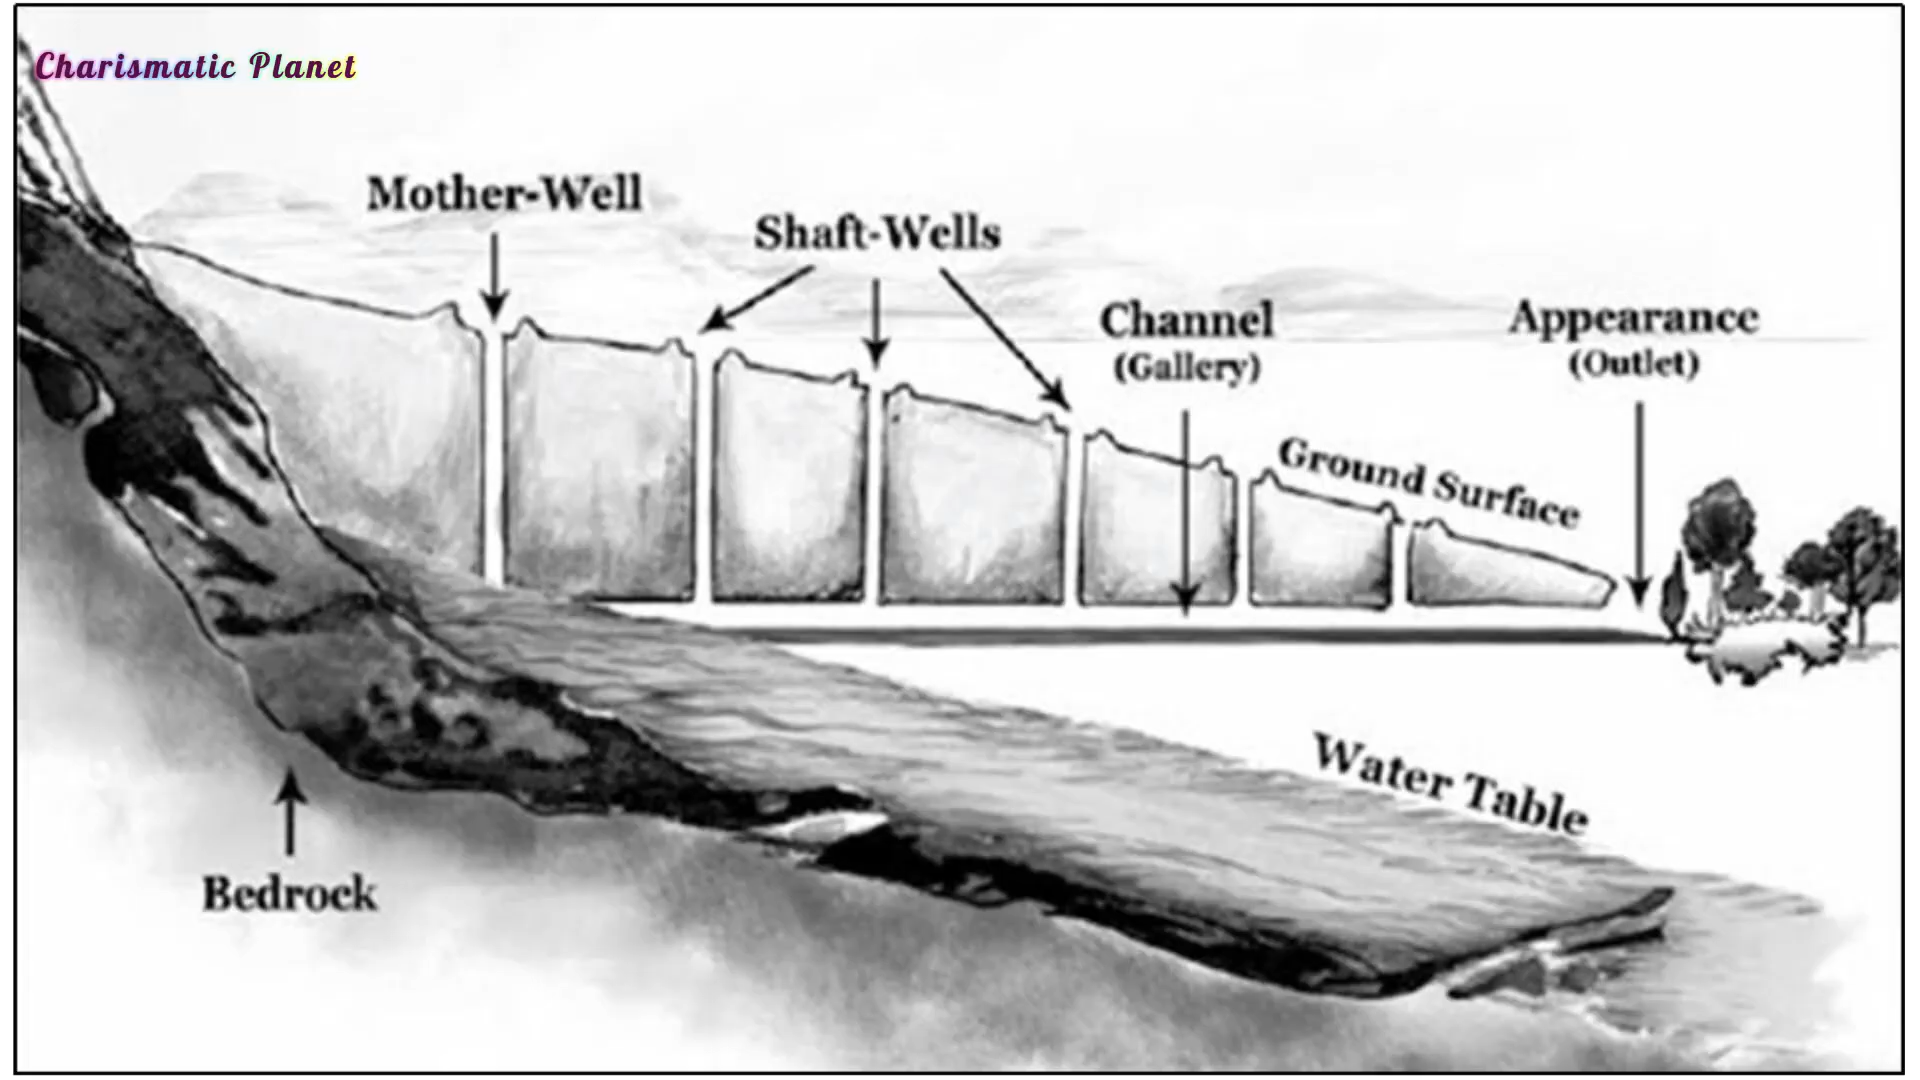 Charismatic Planet
Mother-Well
Shaft-Wells
Channel
(Gallery)
Appearance
(Outlet)
Ground Surface
Water Table
Bedrock